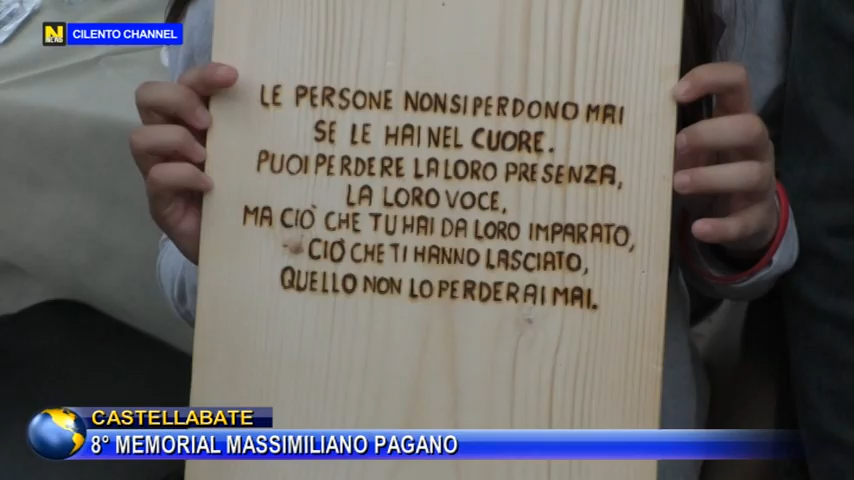 N
CILENTO CHANNEL
LE PERSONE NON SI PERDONO MAI
SE LE HAI NEL CUORE.
PUOI PERDERE LA LORO PRESENZA,
LA LORO VOCE,
MA CIÒ CHE TU HAI DA LORO IMPARATO,
CIÒ CHE TI HANNO LASCIATO,
QUELLO NON LO PERDERAI MAI.
CASTELLABATE
8° MEMORIAL MASSIMILIANO PAGANO